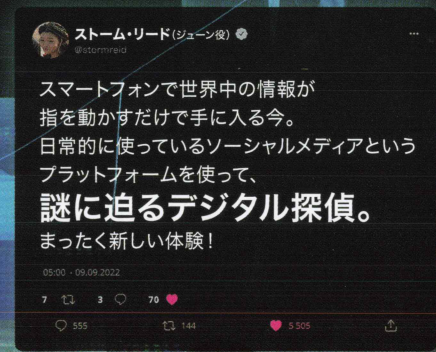 ストーム・リード(ジューン役)
@stormreid
スマートフォンで世界中の情報が
指を動かすだけで手に入る今。
日常的に使っているソーシャルメディアという
プラットフォームを使って、
謎に迫るデジタル探偵。
まったく新しい体験!
05:00 · 09.09.2022
7 3 70
555 144 5 505